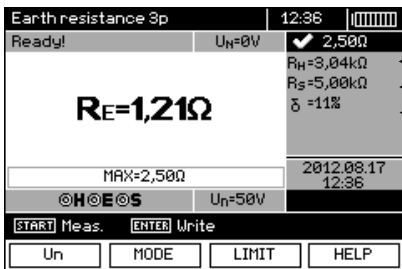 Earth resistance 3p 12:36
Ready! UN=0V ✔ 2,50Ω
RH=3,04kΩ
RS=5,00kΩ
δ =11%
RE=1,21Ω
MAX=2,50Ω
2012.08.17
12:36
◎H◎E◎S Un=50V
START Meas. ENTER Write
Un MODE LIMIT HELP